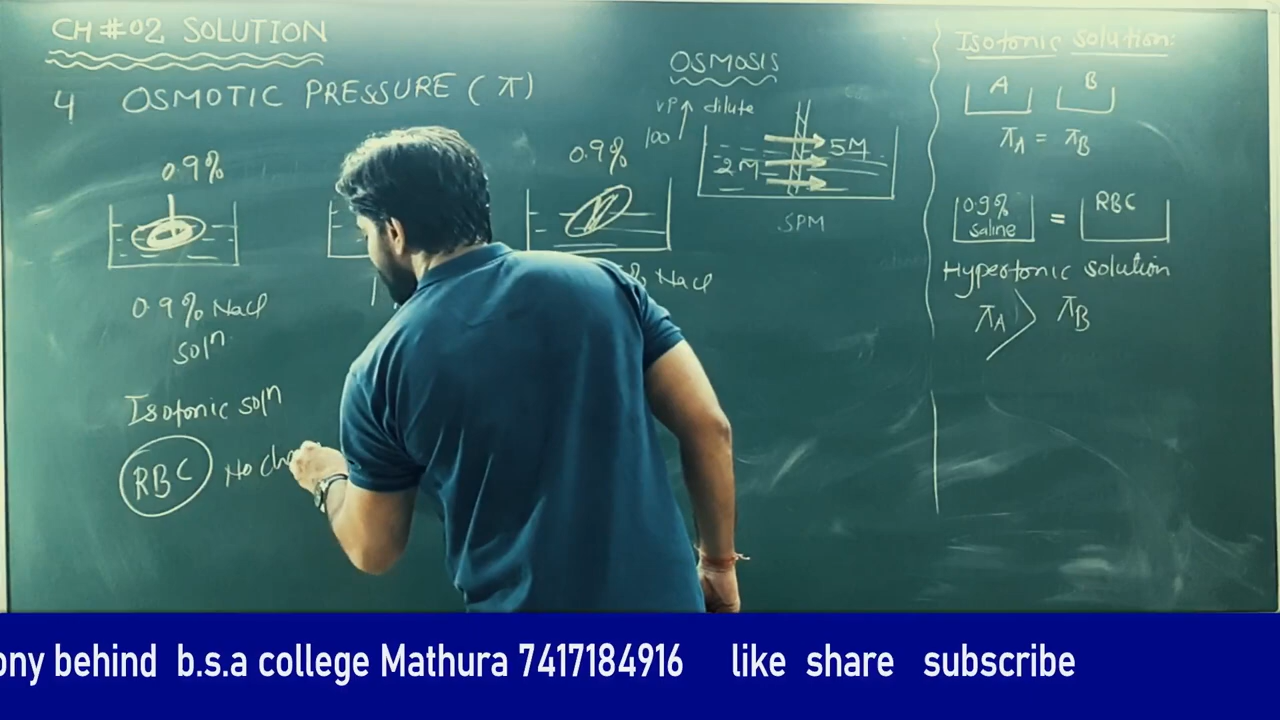 CH #02 SOLUTION
4 OSMOTIC PRESSURE (π)
0.9%
0.9% NaCl
soln
Isotonic soln
RBC No cha
0.9%
% NaCl
OSMOSIS
VP↑ dilute
100
2M 5M
SPM
Isotonic solution:
A B
πA = πB
0.9% saline = RBC
Hypertonic solution
πA > πB
ony behind b.s.a college Mathura 7417184916 like share subscribe